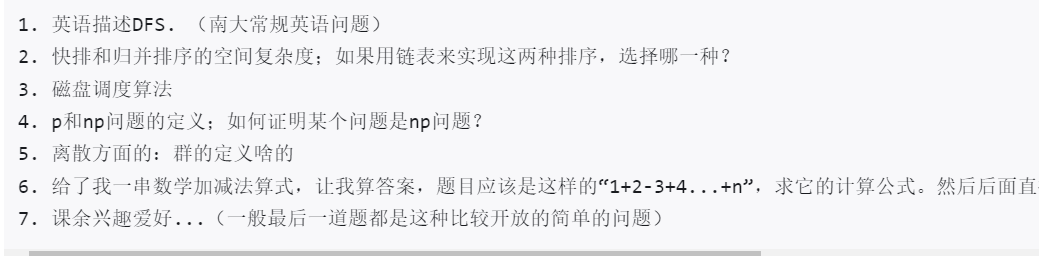 1. 英语描述DFS. （南大常规英语问题）
2. 快排和归并排序的空间复杂度；如果用链表来实现这两种排序，选择哪一种？
3. 磁盘调度算法
4. p和np问题的定义；如何证明某个问题是np问题？
5. 离散方面的：群的定义啥的
6. 给了我一串数学加减法算式，让我算答案，题目应该是这样的“1+2-3+4...+n”，求它的计算公式。然后后面直
7. 课余兴趣爱好...（一般最后一道题都是这种比较开放的简单的问题）